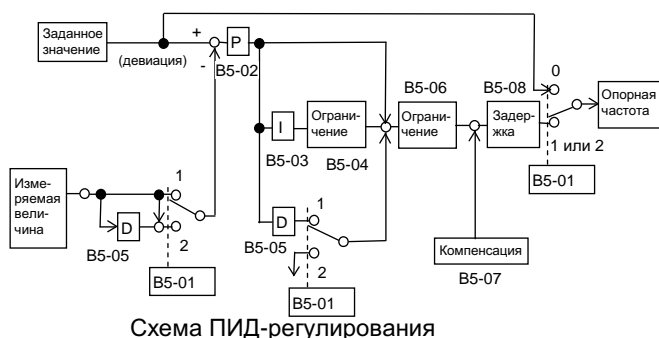 Заданное
значение
+
-
(девиация)
P
B5-02
0
Опорная
частота
1 или 2
B5-01
B5-06
B5-08
I
B5-03
Ограни-
чение
B5-04
Ограни-
чение
Задер-
жка
Изме-
ряемая
вели-
чина
1
D
2
B5-05
B5-01
D
B5-05
1
2
B5-01
Компенсация
B5-07
Схема ПИД-регулирования